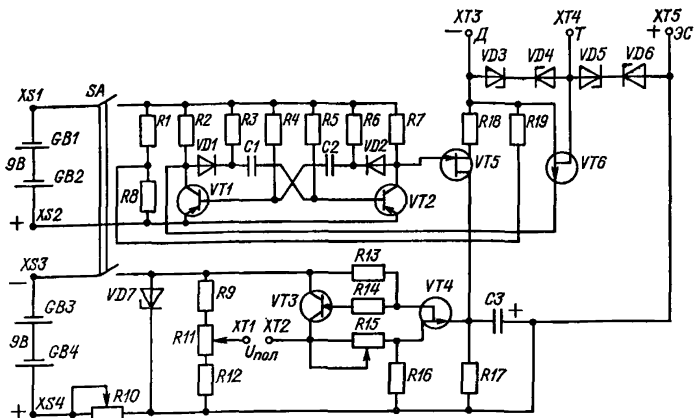 XT3 XT4 XT5
− Д T + ЭС
VD3 VD4 VD5 VD6
SA
XS1
R1 R2 R3 R4 R5 R6 R7
R18 R19
GB1
VD1 C1 C2 VD2
9В
GB2
R8
VT1 VT2 VT5 VT6
+ XS2
− XS3
R13
VD7 R9 VT3 R14 VT4
C3 +
GB3
XT1 XT2 R15
R11
Uпол
9В
GB4
R12 R16 R17
+ XS4 R10